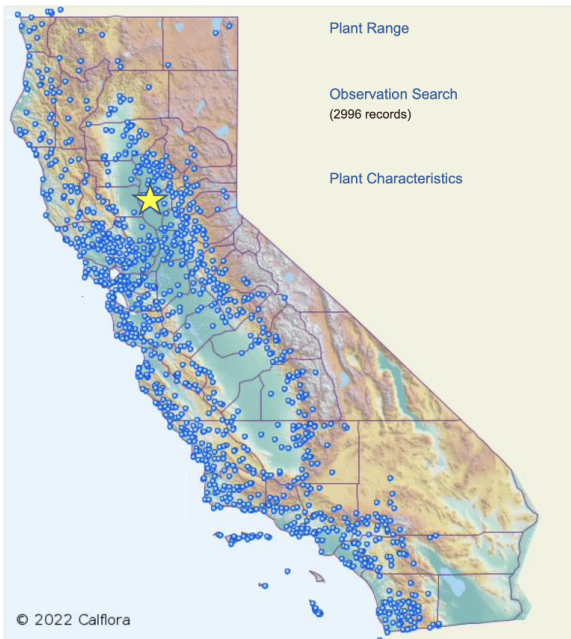 Plant Range
Observation Search
(2996 records)
Plant Characteristics
© 2022 Calflora